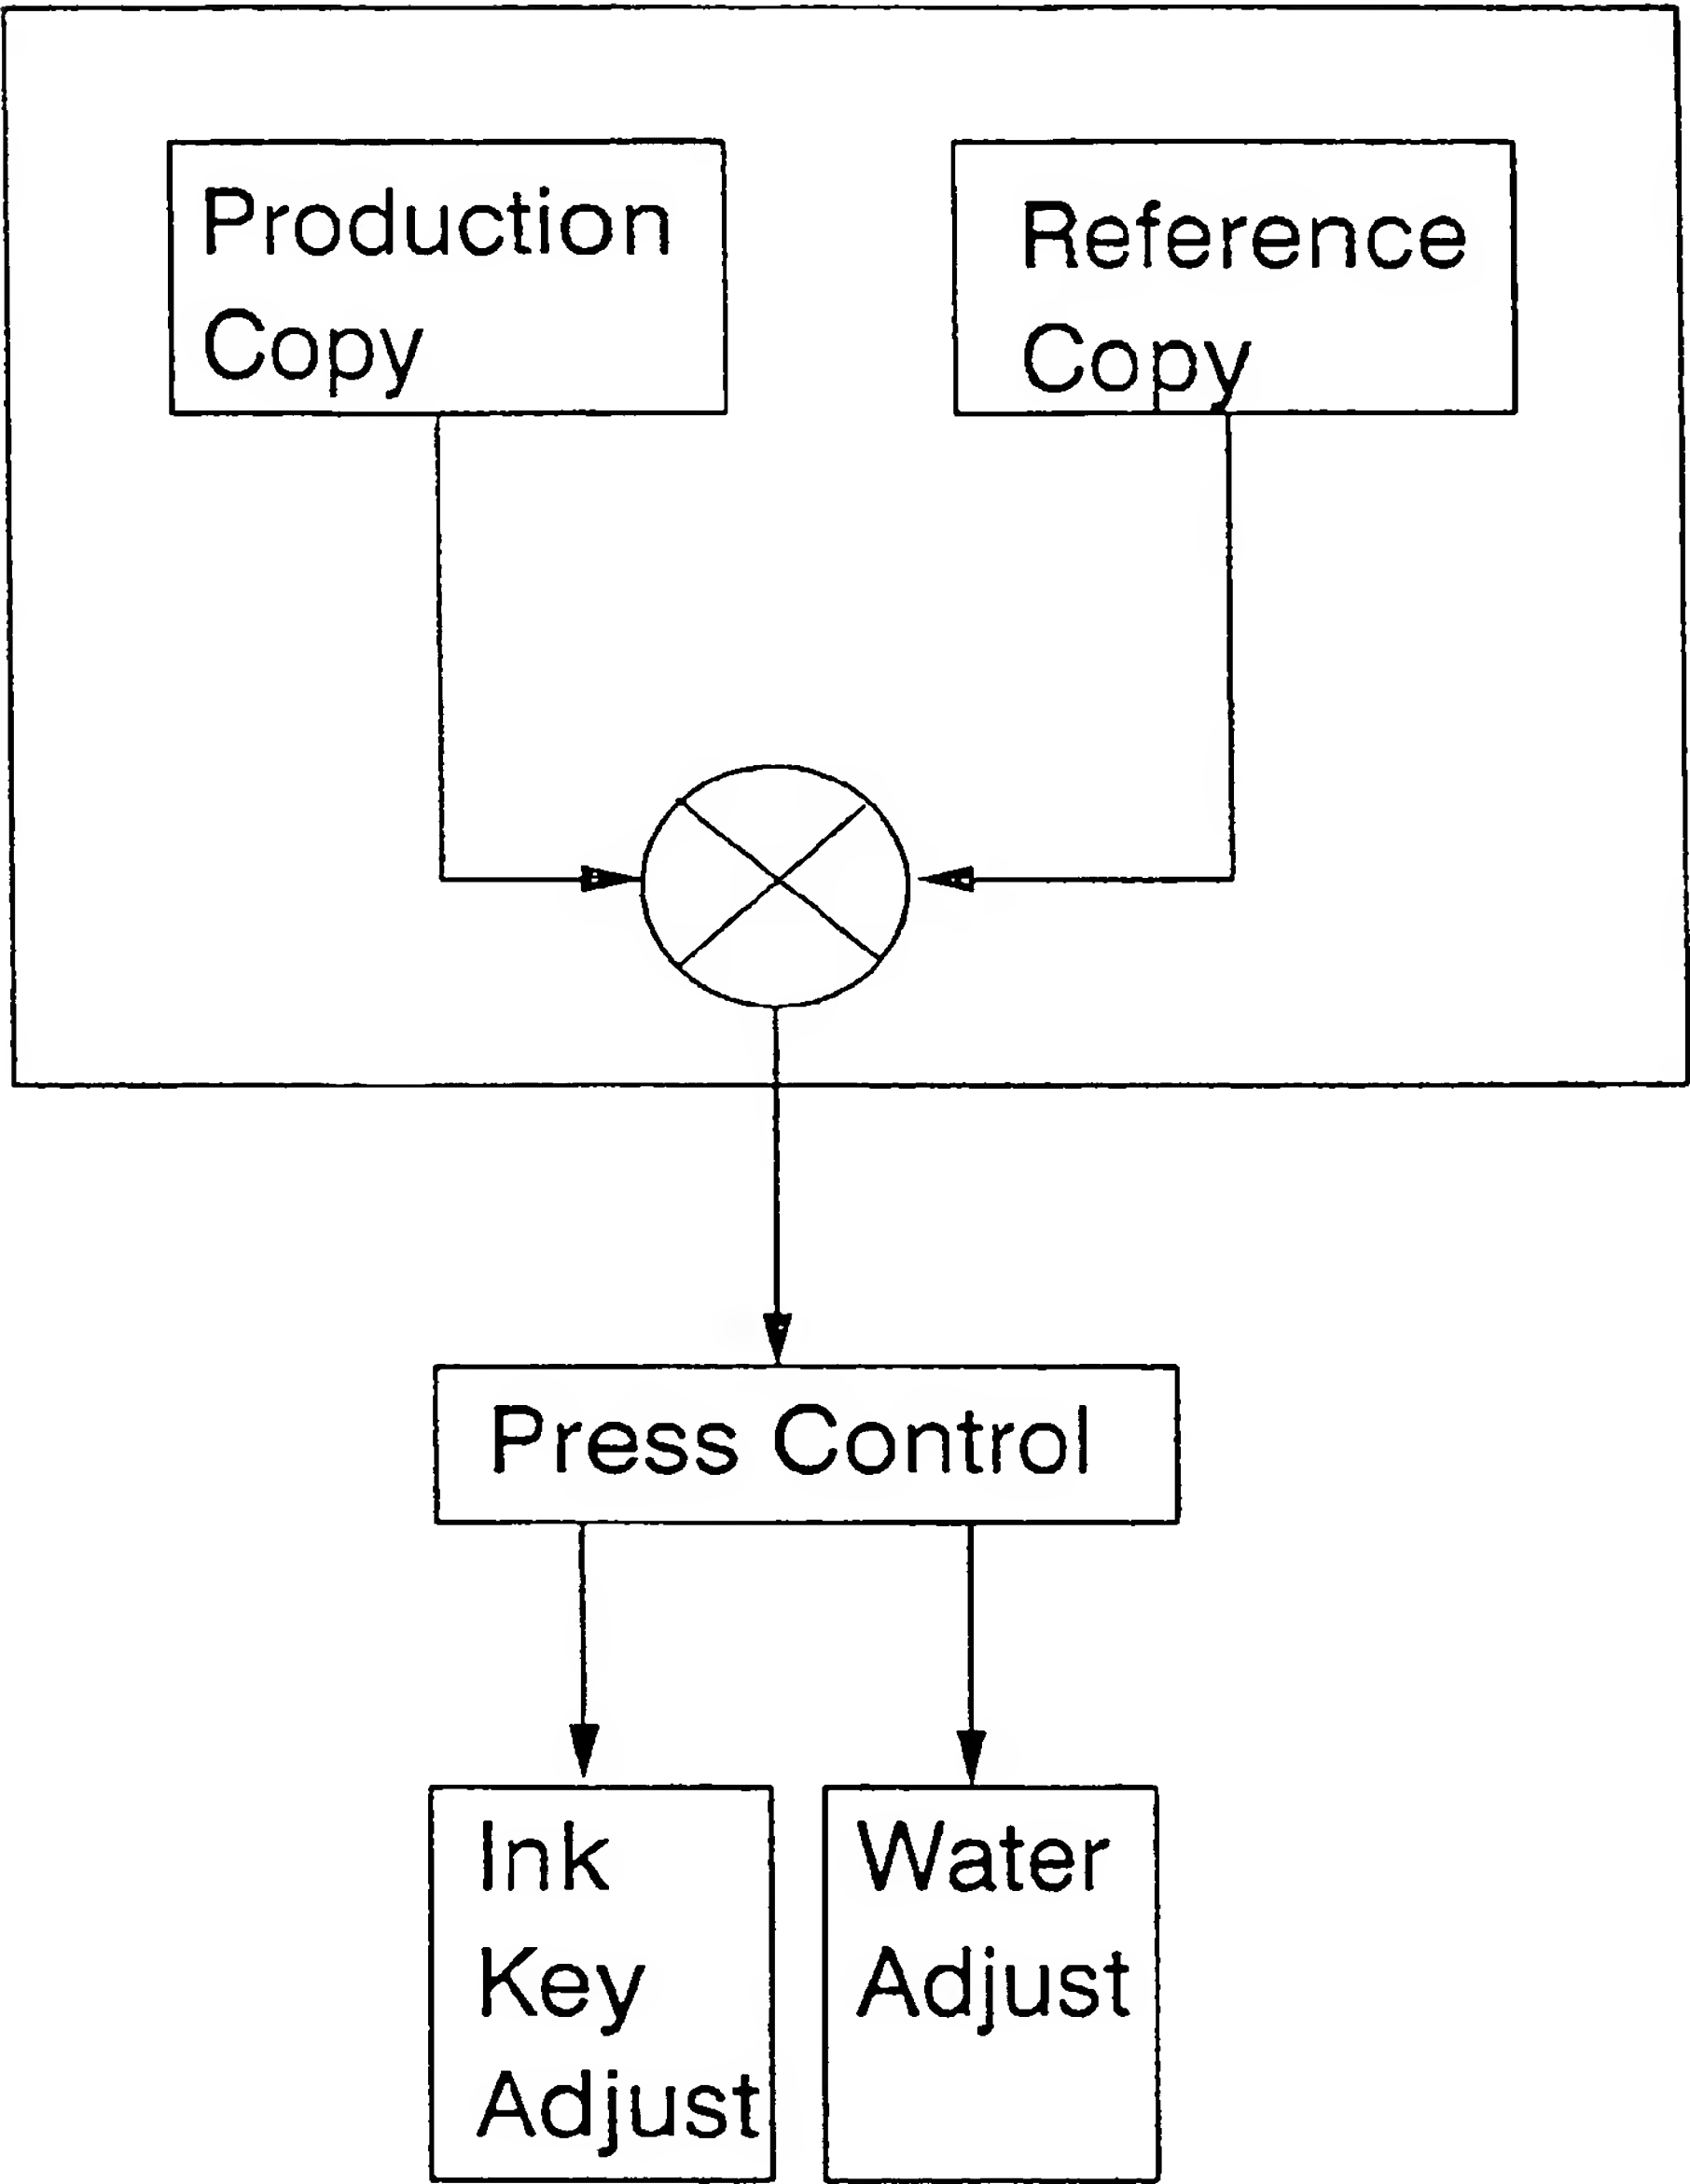 Production
Copy
Reference
Copy
Press Control
Ink
Key
Adjust
Water
Adjust